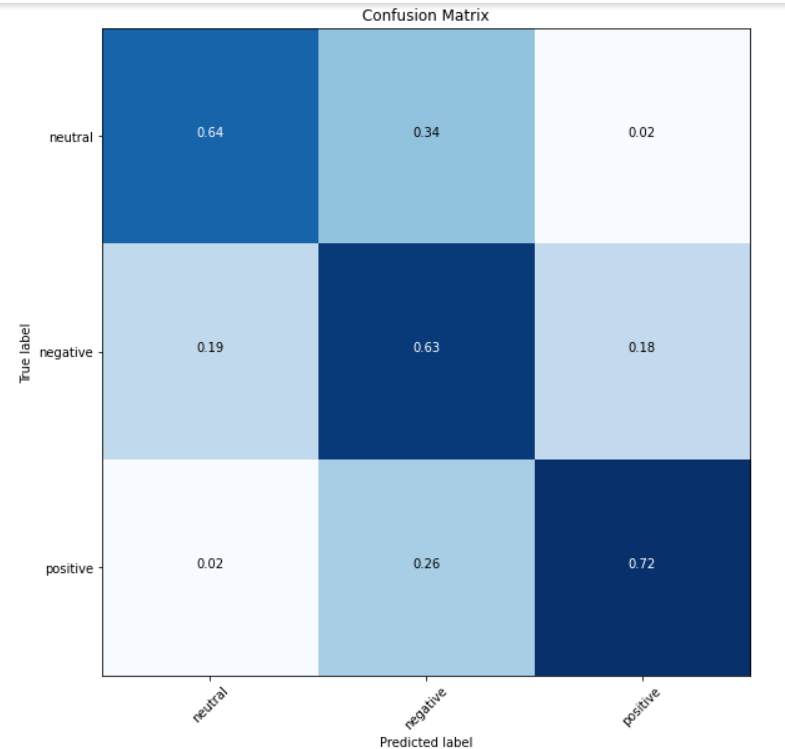 Confusion Matrix
neutral 0.64 0.34 0.02
negative 0.19 0.63 0.18
positive 0.02 0.26 0.72
True label
neutral negative positive
Predicted label